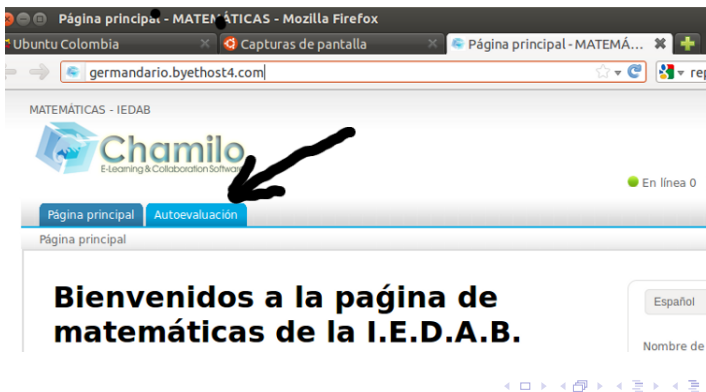 Página principal - MATEMÁTICAS - Mozilla Firefox
Ubuntu Colombia
Capturas de pantalla
Página principal - MATEMÁ...
germandario.byethost4.com
rep
MATEMÁTICAS - IEDAB
Chamilo
E-Learning & Collaboration Software
En línea 0
Página principal
Autoevaluación
Página principal
Bienvenidos a la paǵina de
matemáticas de la I.E.D.A.B.
Español
Nombre de